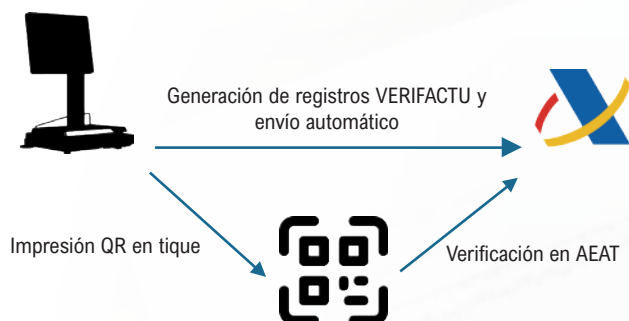 Generación de registros VERIFACTU y
envío automático
Impresión QR en tique
Verificación en AEAT